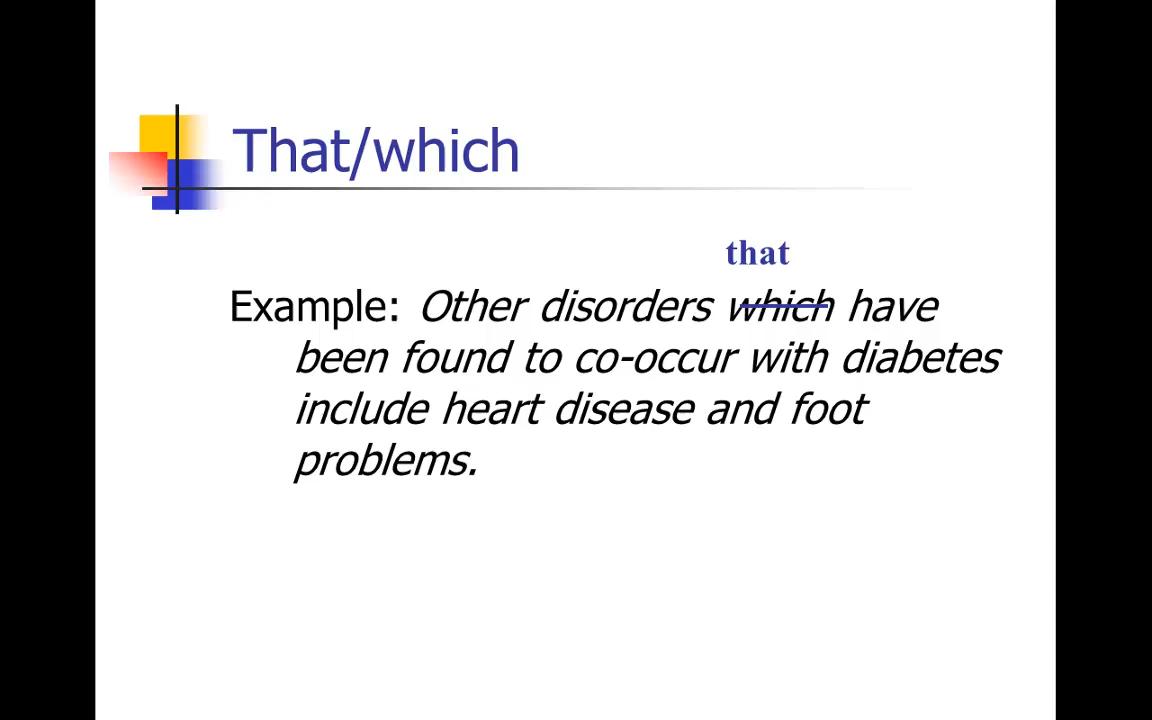 That/which
that
Example: Other disorders which have
been found to co-occur with diabetes
include heart disease and foot
problems.